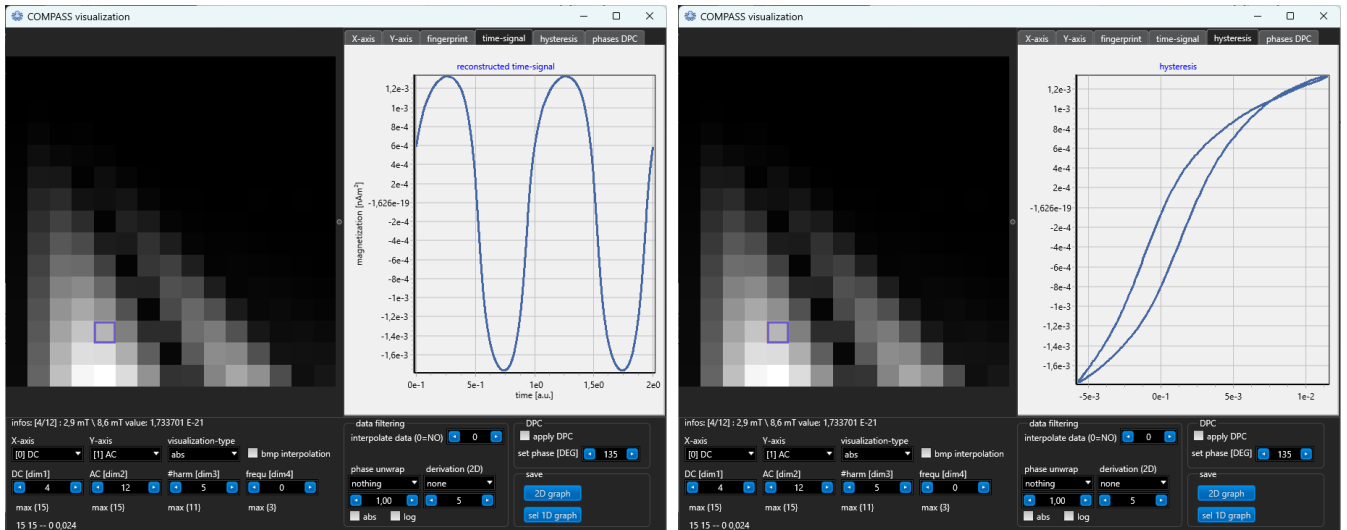 COMPASS visualization
X-axis Y-axis fingerprint time-signal hysteresis phases DPC
reconstructed time-signal
1,2e-3
1e-3
8e-4
6e-4
4e-4
2e-4
-1,626e-19
-2e-4
-4e-4
-6e-4
-8e-4
-1e-3
-1,2e-3
-1,4e-3
-1,6e-3
magnetization [nAm²]
0e-1 5e-1 1e0 1,5e0 2e0
time [a.u.]
infos: [4/12] : 2,9 mT \ 8,6 mT value: 1,733701 E-21
X-axis Y-axis visualization-type
[0] DC [1] AC abs bmp interpolation
DC [dim1] AC [dim2] #harm [dim3] frequ [dim4]
4 12 5 0
max {15} max {15} max {11} max {3}
15 15 -- 0 0,024
data filtering
interpolate data (0=NO) 0
phase unwrap derivation (2D)
nothing none
1,00 5
abs log
DPC
apply DPC
set phase [DEG] 135
save
2D graph
sel 1D graph
COMPASS visualization
X-axis Y-axis fingerprint time-signal hysteresis phases DPC
hysteresis
1,2e-3
1e-3
8e-4
6e-4
4e-4
2e-4
-1,626e-19
-2e-4
-4e-4
-6e-4
-8e-4
-1e-3
-1,2e-3
-1,4e-3
-1,6e-3
-5e-3 0e-1 5e-3 1e-2
infos: [4/12] : 2,9 mT \ 8,6 mT value: 1,733701 E-21
X-axis Y-axis visualization-type
[0] DC [1] AC abs bmp interpolation
DC [dim1] AC [dim2] #harm [dim3] frequ [dim4]
4 12 5 0
max {15} max {15} max {11} max {3}
15 15 -- 0 0,024
data filtering
interpolate data (0=NO) 0
phase unwrap derivation (2D)
nothing none
1,00 5
abs log
DPC
apply DPC
set phase [DEG] 135
save
2D graph
sel 1D graph